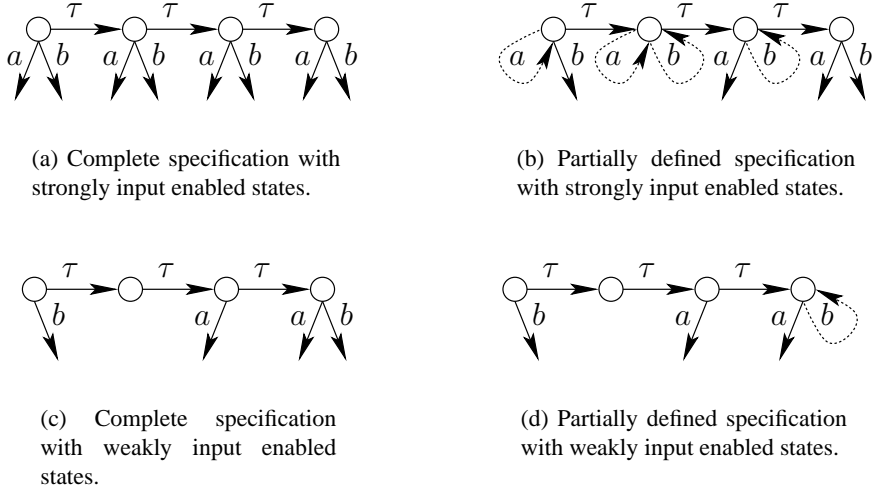 τ τ τ
a b a b a b a b
(a) Complete specification with
strongly input enabled states.
τ τ τ
a b a b a b a b
(b) Partially defined specification
with strongly input enabled states.
τ τ τ
b a a b
(c) Complete specification
with weakly input enabled
states.
τ τ τ
b a a b
(d) Partially defined specification
with weakly input enabled states.